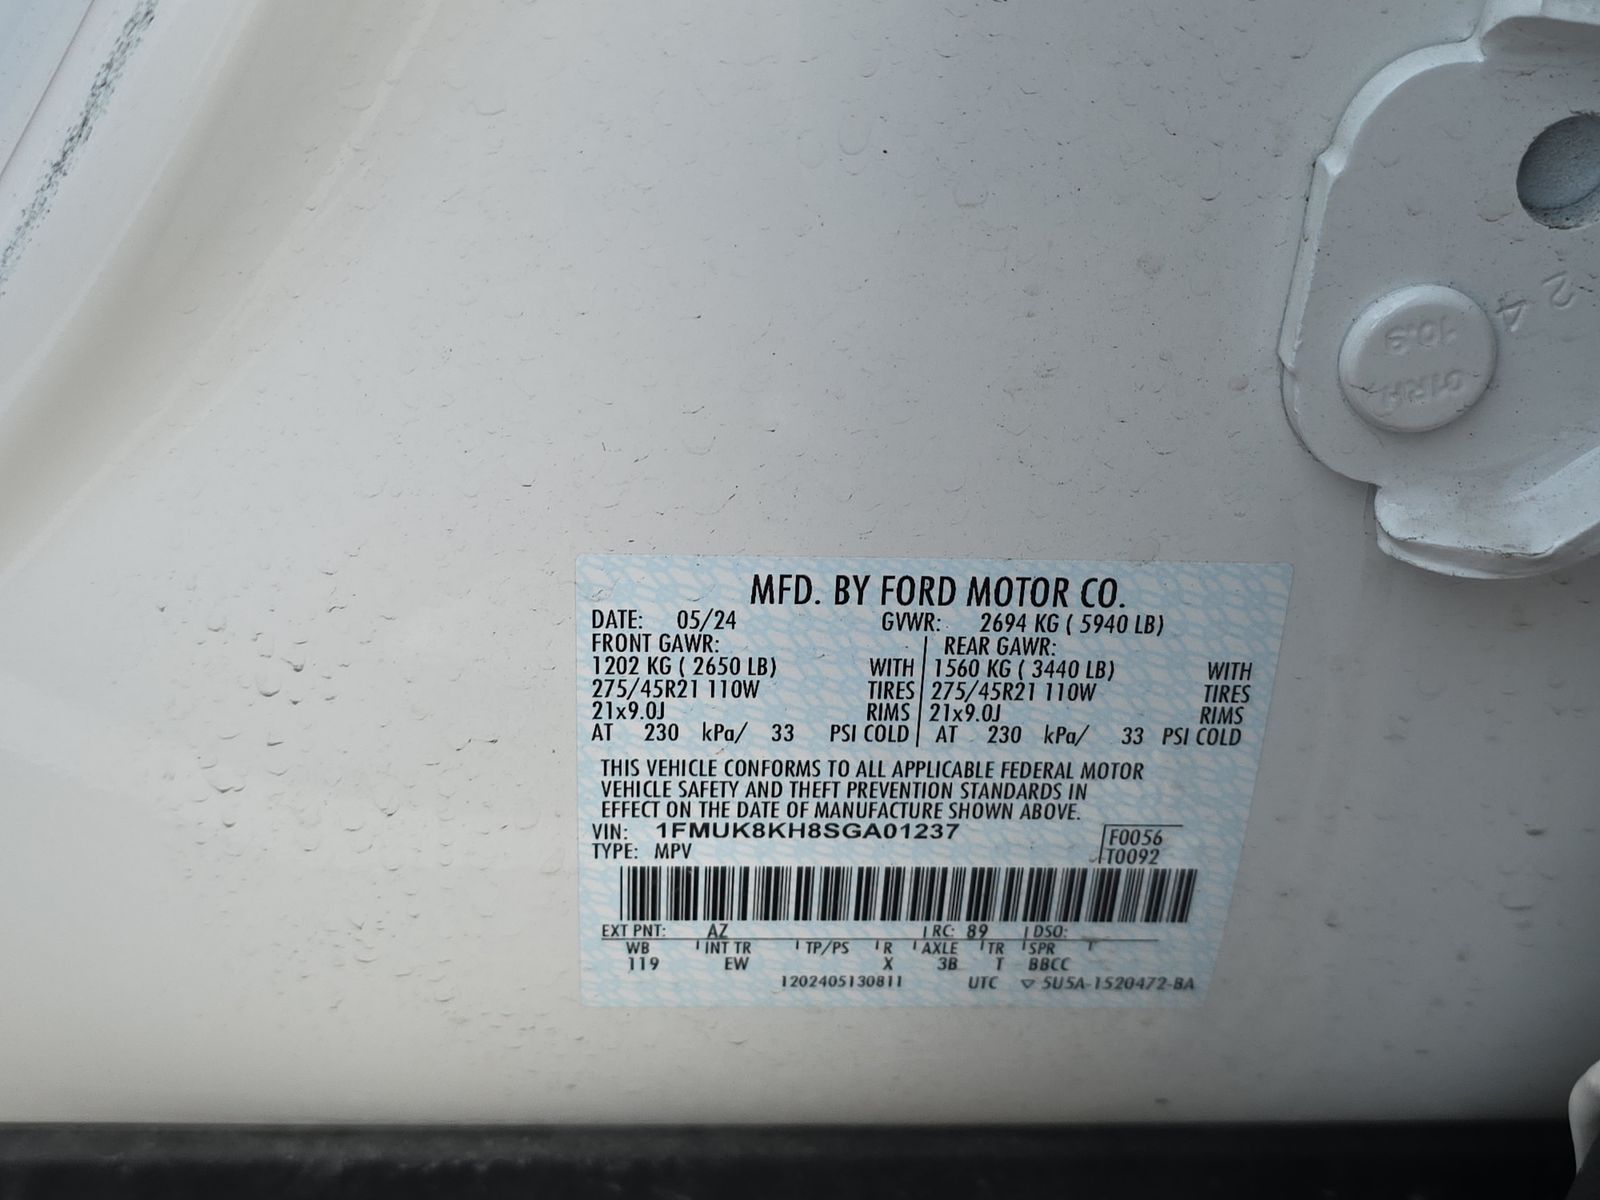 MFD. BY FORD MOTOR CO.
DATE: 05/24 GVWR: 2694 KG ( 5940 LB)
FRONT GAWR: REAR GAWR:
1202 KG ( 2650 LB) WITH 1560 KG ( 3440 LB) WITH
275/45R21 110W TIRES 275/45R21 110W TIRES
21x9.0J RIMS 21x9.0J RIMS
AT 230 kPa/ 33 PSI COLD AT 230 kPa/ 33 PSI COLD
THIS VEHICLE CONFORMS TO ALL APPLICABLE FEDERAL MOTOR
VEHICLE SAFETY AND THEFT PREVENTION STANDARDS IN
EFFECT ON THE DATE OF MANUFACTURE SHOWN ABOVE.
VIN: 1FMUK8KH8SGA01237 F0056
TYPE: MPV T0092
EXT PNT: AZ RC: 89 DSO:
WB INT TR TP/PS R AXLE TR SPR
119 EW X 3B T BBCC
1202405130811 UTC ▽ 5U5A-1520472-BA
2 4
10.9